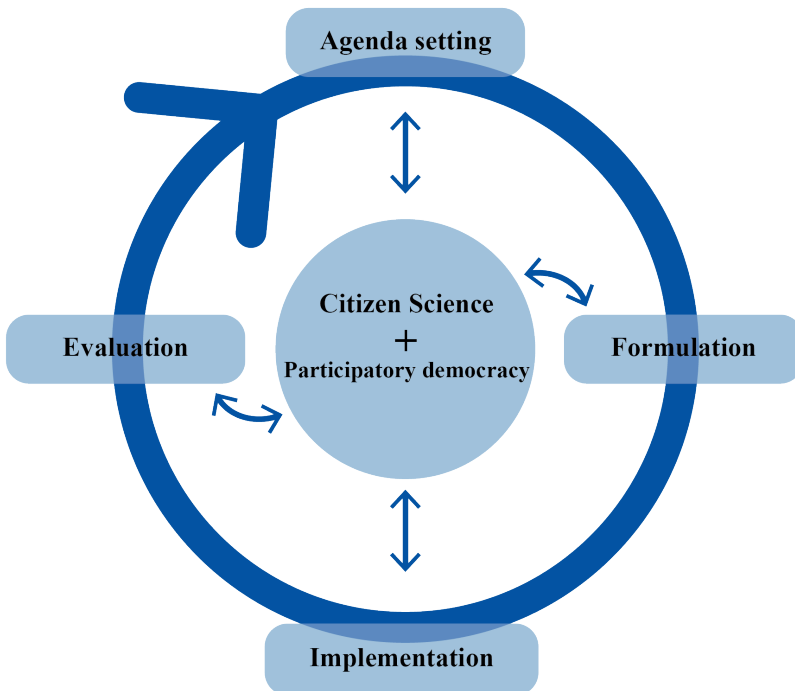 Agenda setting
Citizen Science
+
Participatory democracy
Evaluation
Formulation
Implementation